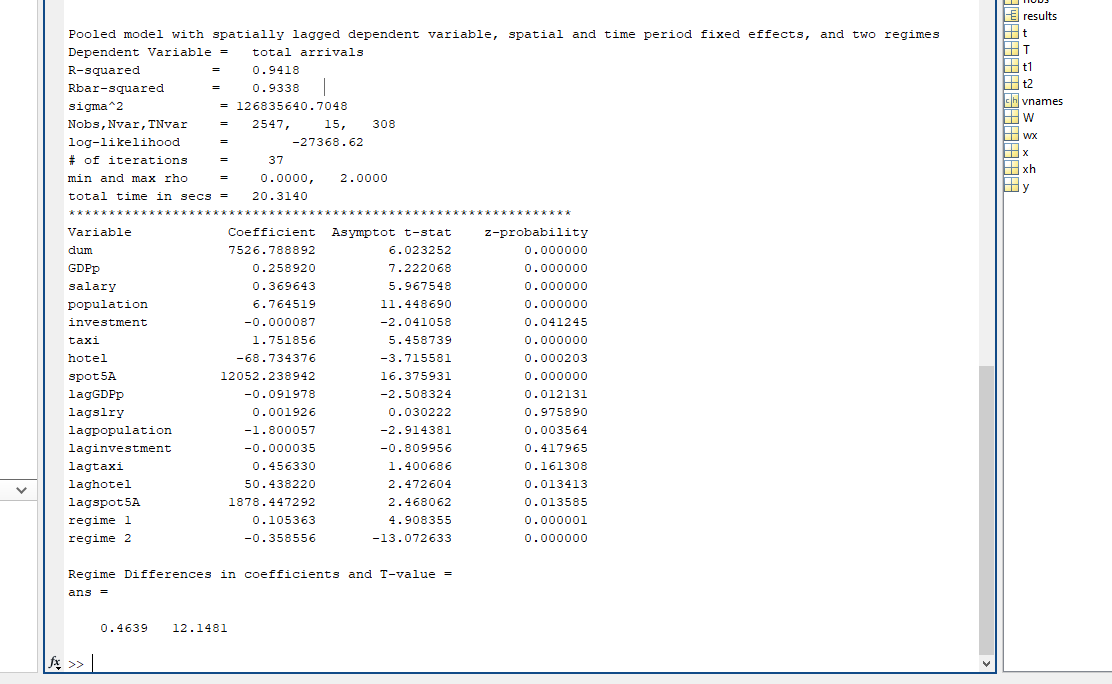 Pooled model with spatially lagged dependent variable, spatial and time period fixed effects, and two regimes
Dependent Variable = total arrivals
R-squared = 0.9418
Rbar-squared = 0.9338
sigma^2 = 126835640.7048
Nobs,Nvar,TNvar = 2547, 15, 308
log-likelihood = -27368.62
# of iterations = 37
min and max rho = 0.0000, 2.0000
total time in secs = 20.3140
***************************************************************
Variable Coefficient Asymptot t-stat z-probability
dum 7526.788892 6.023252 0.000000
GDPp 0.258920 7.222068 0.000000
salary 0.369643 5.967548 0.000000
population 6.764519 11.448690 0.000000
investment -0.000087 -2.041058 0.041245
taxi 1.751856 5.458739 0.000000
hotel -68.734376 -3.715581 0.000203
spot5A 12052.238942 16.375931 0.000000
lagGDPp -0.091978 -2.508324 0.012131
lagslry 0.001926 0.030222 0.975890
lagpopulation -1.800057 -2.914381 0.003564
laginvestment -0.000035 -0.809956 0.417965
lagtaxi 0.456330 1.400686 0.161308
laghotel 50.438220 2.472604 0.013413
lagspot5A 1878.447292 2.468062 0.013585
regime 1 0.105363 4.908355 0.000001
regime 2 -0.358556 -13.072633 0.000000
Regime Differences in coefficients and T-value =
ans =
0.4639 12.1481
fx >>
results
t
T
t1
t2
ch vnames
W
wx
x
xh
y